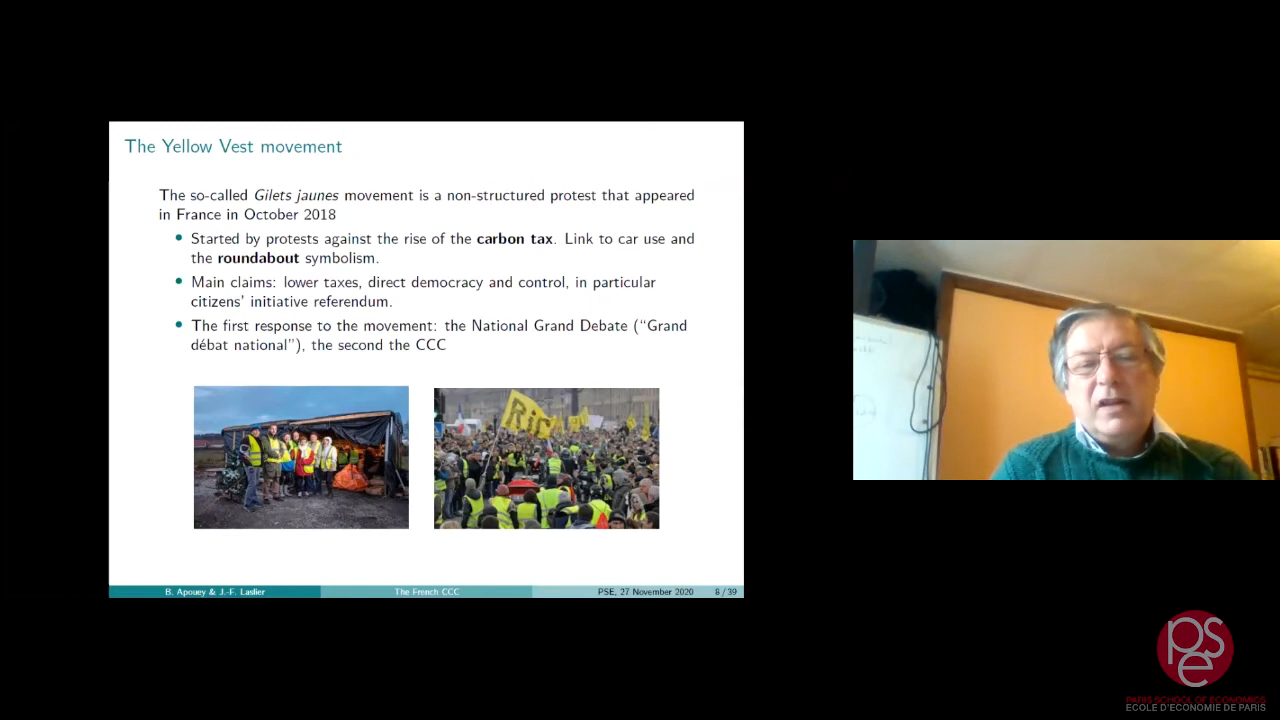 The Yellow Vest movement
The so-called Gilets jaunes movement is a non-structured protest that appeared
in France in October 2018
Started by protests against the rise of the carbon tax. Link to car use and
the roundabout symbolism.
Main claims: lower taxes, direct democracy and control, in particular
citizens' initiative referendum.
The first response to the movement: the National Grand Debate (“Grand
débat national”), the second the CCC
RiC
B. Apouey & J.-F. Laslier
The French CCC
PSE, 27 November 2020
8 / 39
pse
PARIS SCHOOL OF ECONOMICS
ECOLE D'ECONOMIE DE PARIS